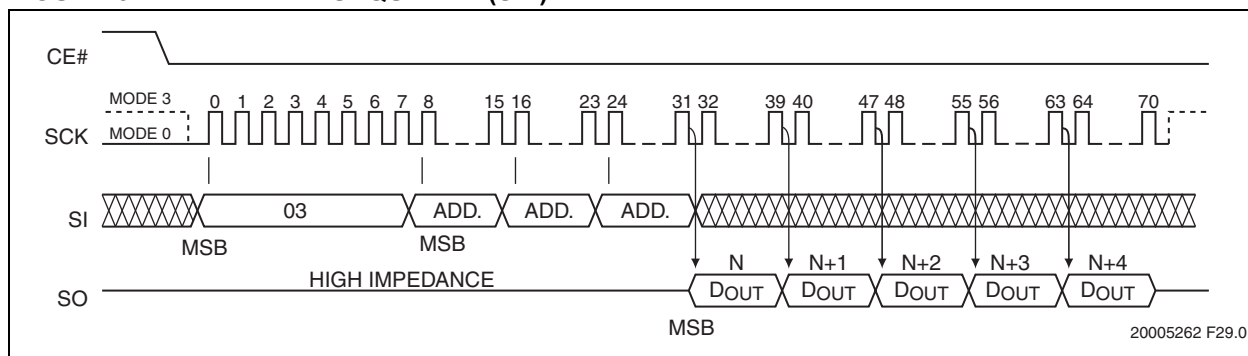 CE#
MODE 3
0 1 2 3 4 5 6 7 8 15 16 23 24 31 32 39 40 47 48 55 56 63 64 70
SCK
MODE 0
SI
03 ADD. ADD. ADD.
MSB MSB
HIGH IMPEDANCE
N N+1 N+2 N+3 N+4
SO
DOUT DOUT DOUT DOUT DOUT
MSB
20005262 F29.0